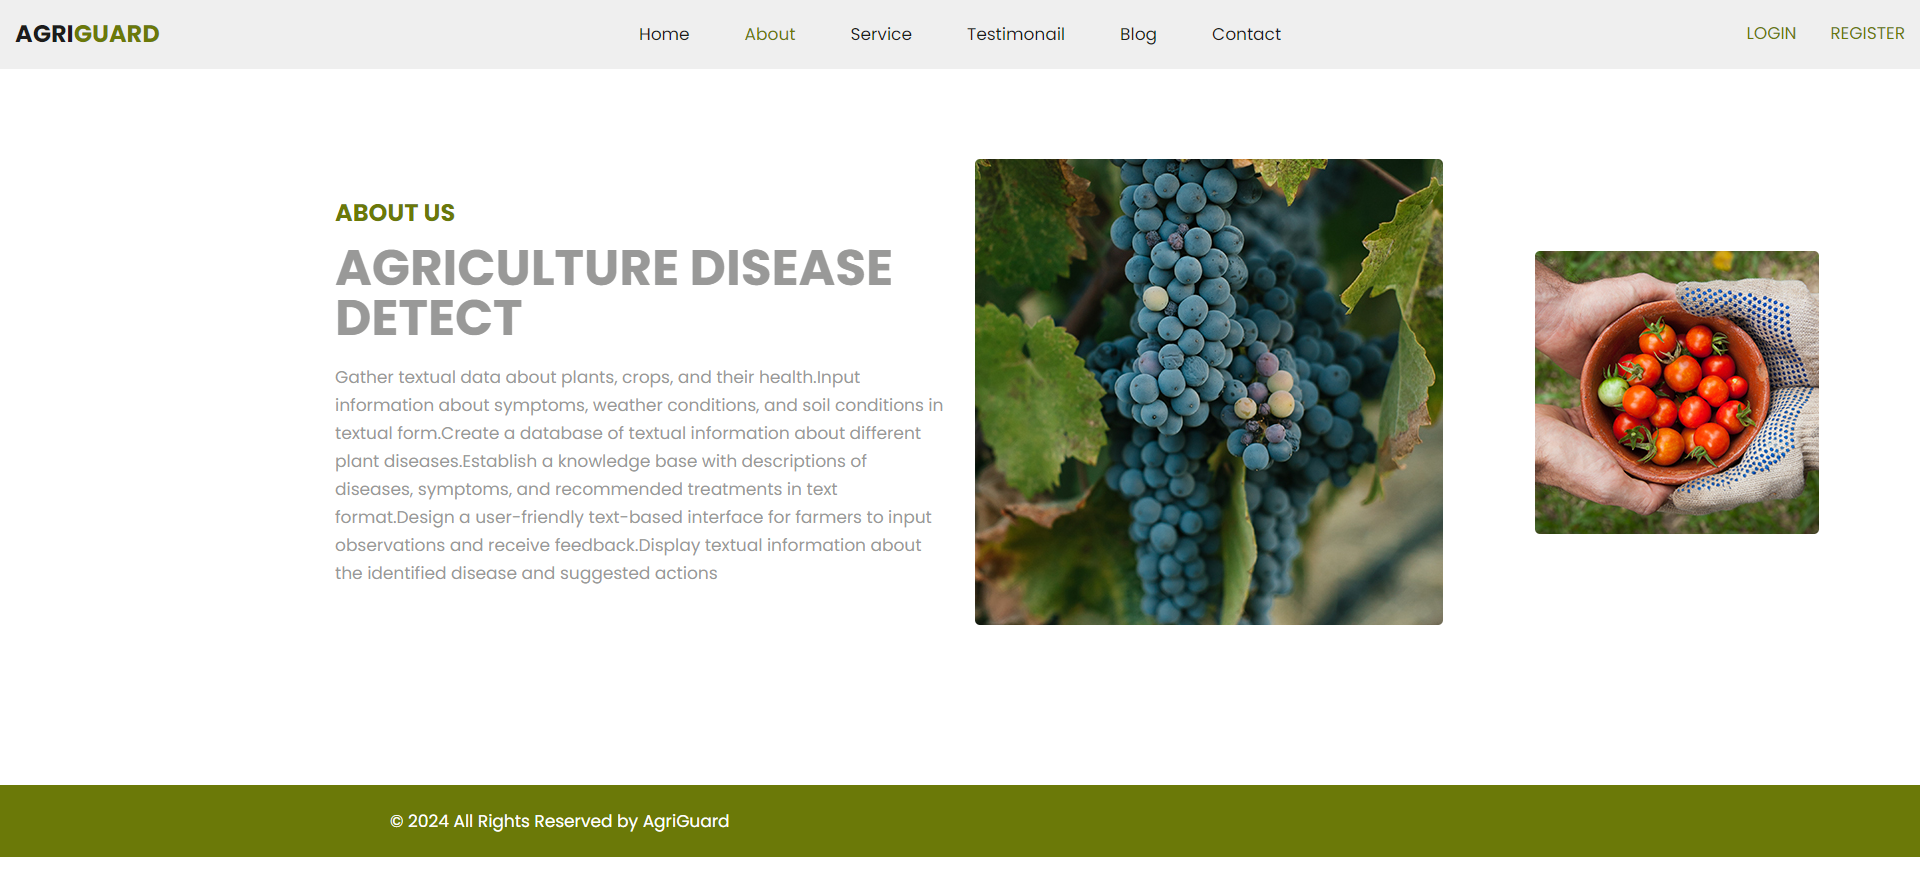 AGRIGUARD
Home About Service Testimonail Blog Contact
LOGIN REGISTER
ABOUT US
AGRICULTURE DISEASE
DETECT
Gather textual data about plants, crops, and their health.Input
information about symptoms, weather conditions, and soil conditions in
textual form.Create a database of textual information about different
plant diseases.Establish a knowledge base with descriptions of
diseases, symptoms, and recommended treatments in text
format.Design a user-friendly text-based interface for farmers to input
observations and receive feedback.Display textual information about
the identified disease and suggested actions
© 2024 All Rights Reserved by AgriGuard